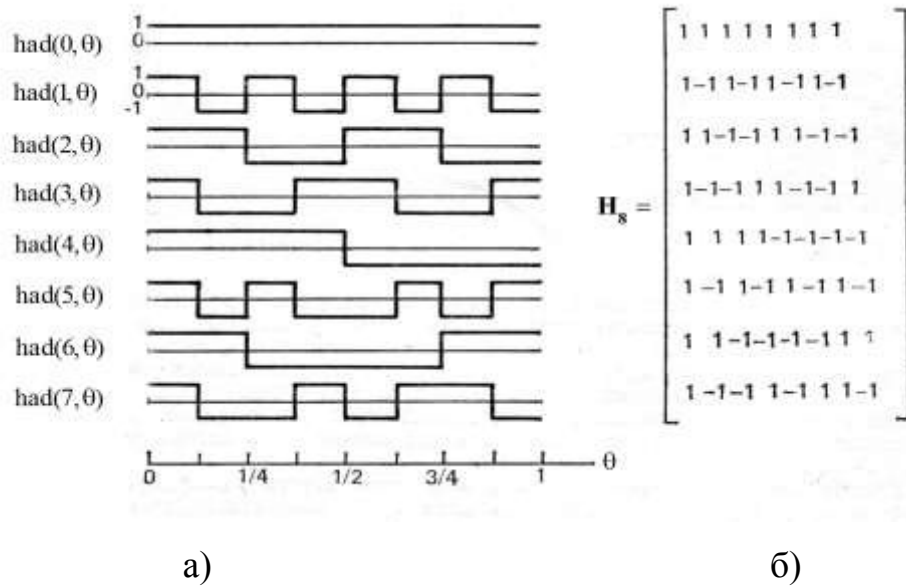 1
had(0,θ) 0
1
had(1,θ) 0
-1
had(2,θ)
had(3,θ)
had(4,θ)
had(5,θ)
had(6,θ)
had(7,θ)
0 1/4 1/2 3/4 1 θ
H8 =
1 1 1 1 1 1 1 1
1-1 1-1 1-1 1-1
1 1-1-1 1 1-1-1
1-1-1 1 1-1-1 1
1 1 1 1-1-1-1-1
1 -1 1-1 1 -1 1 -1
1 1-1-1-1-1 1 1
1 -1-1 1-1 1 1-1
а) б)